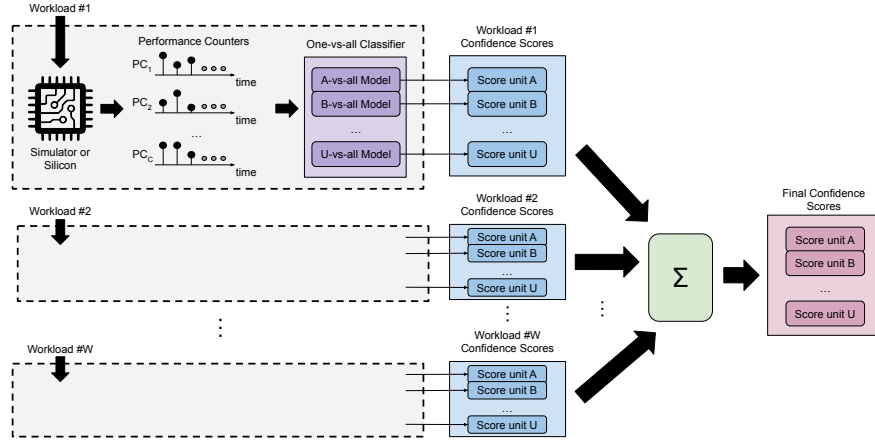 Workload #1
Performance Counters
PC1
time
PC2
time
...
PCC
time
Simulator or
Silicon
One-vs-all Classifier
A-vs-all Model
B-vs-all Model
...
U-vs-all Model
Workload #1
Confidence Scores
Score unit A
Score unit B
...
Score unit U
Workload #2
Workload #2
Confidence Scores
Score unit A
Score unit B
...
Score unit U
Workload #W
Workload #W
Confidence Scores
Score unit A
Score unit B
...
Score unit U
Σ
Final Confidence
Scores
Score unit A
Score unit B
...
Score unit U